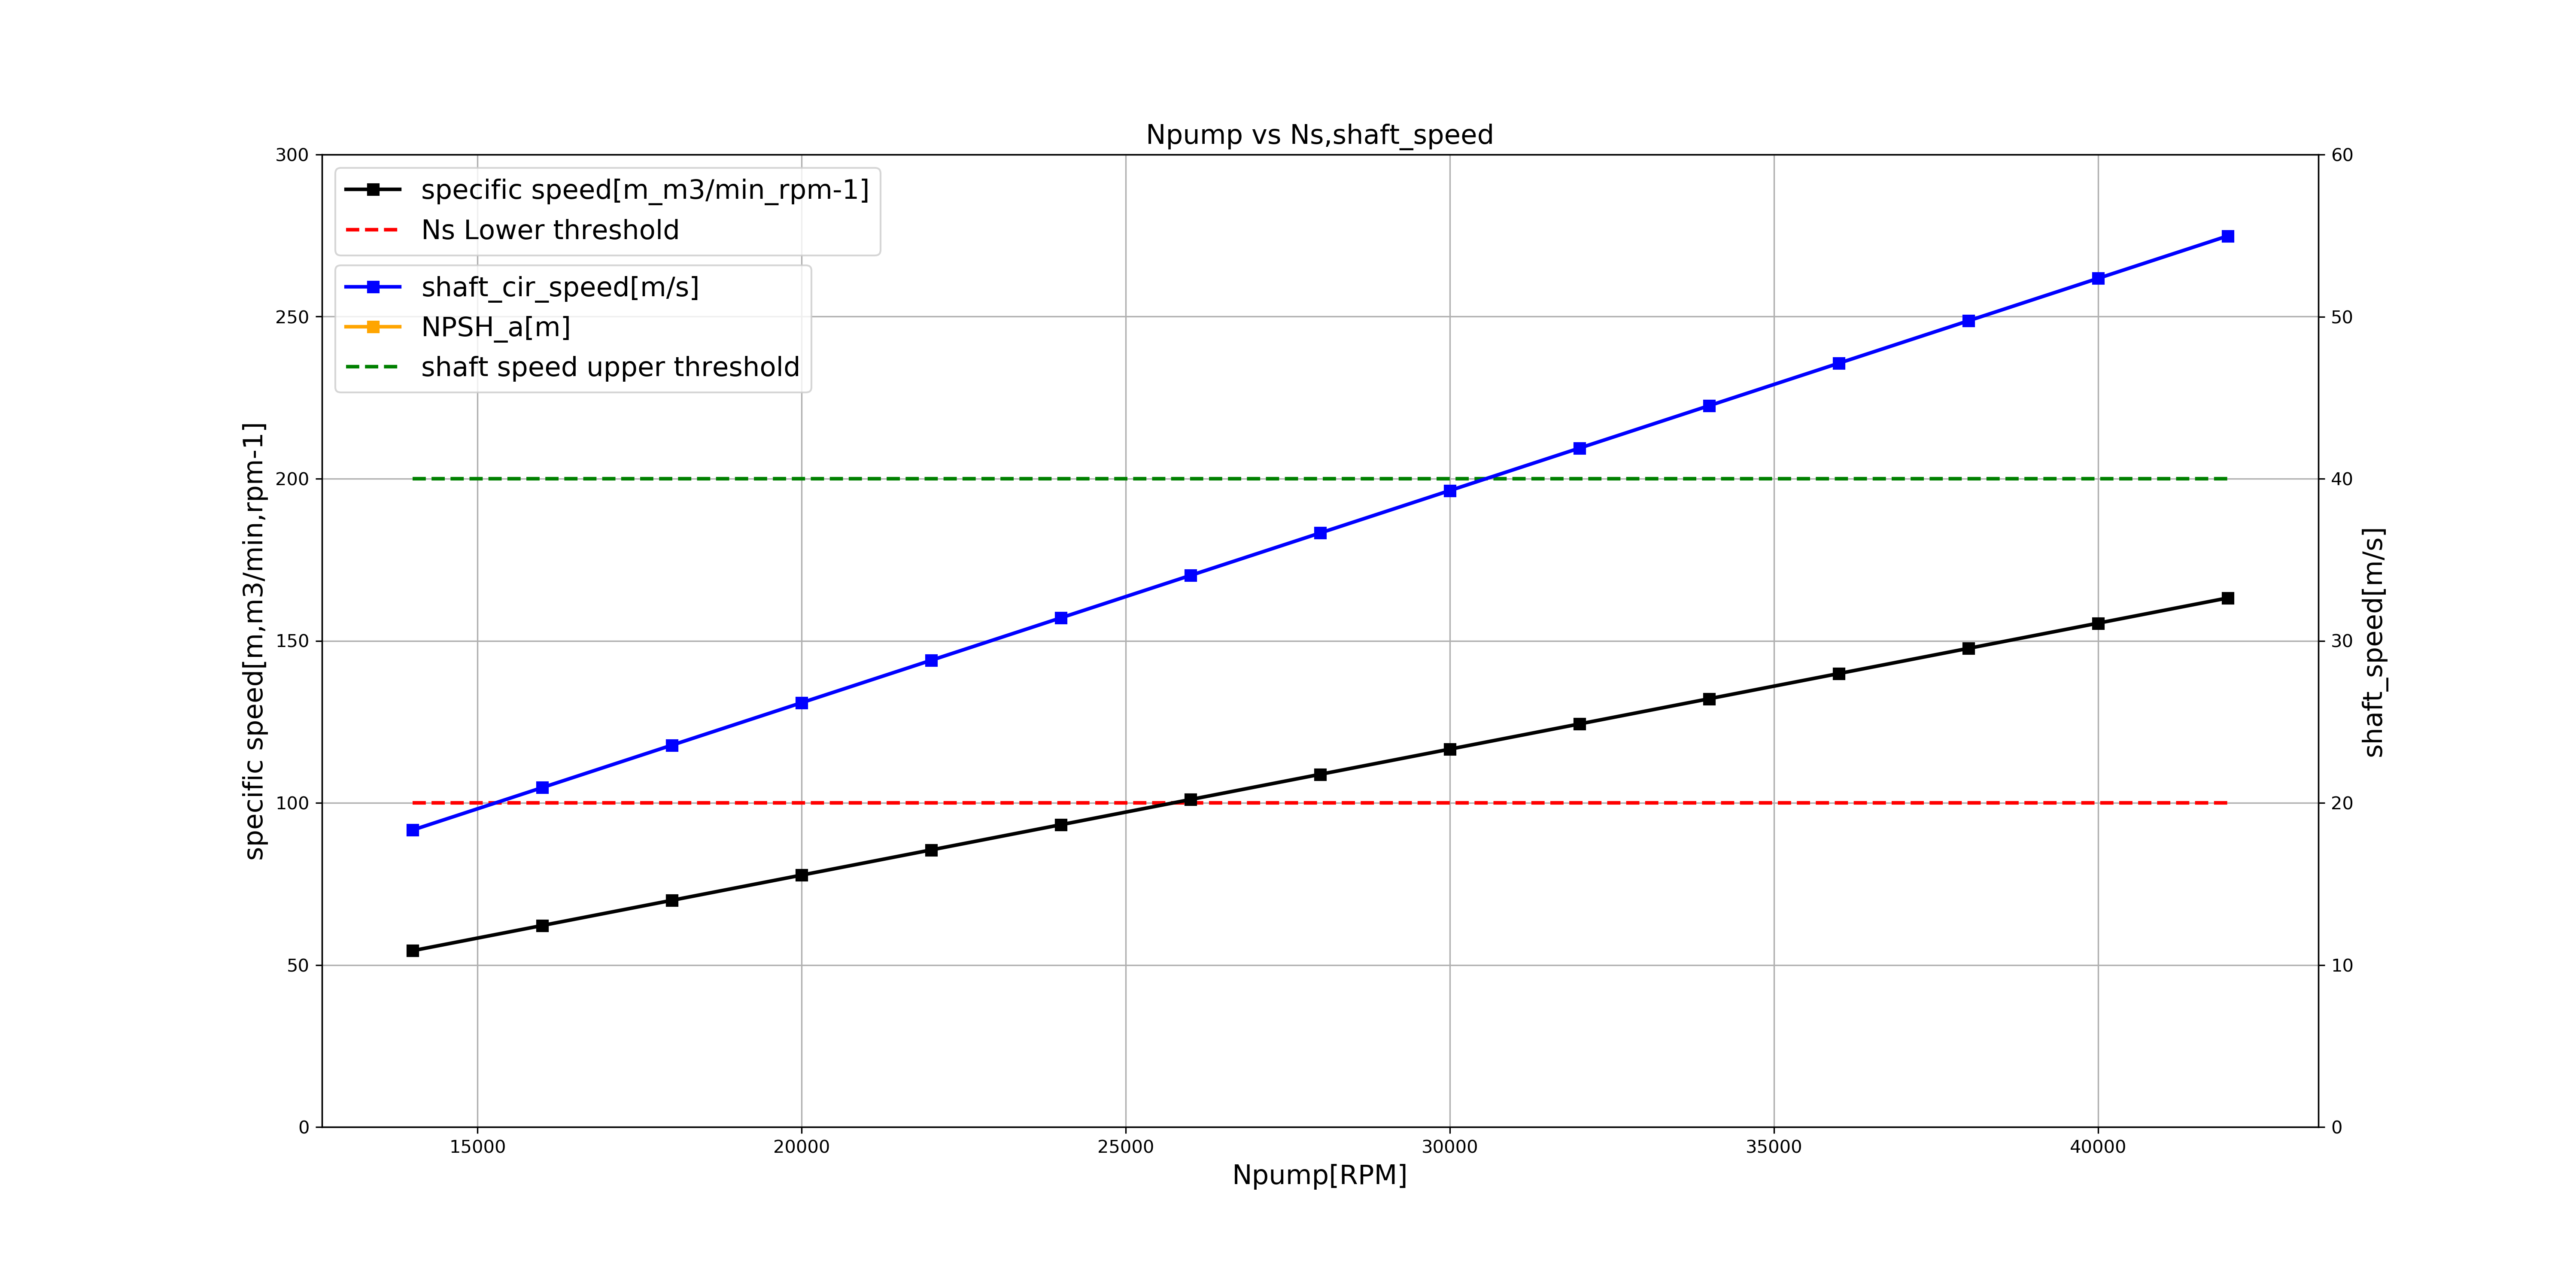 Npump vs Ns,shaft_speed
300
250
200
150
100
50
0
specific speed[m,m3/min,rpm-1]
specific speed[m_m3/min_rpm-1]
Ns Lower threshold
shaft_cir_speed[m/s]
NPSH_a[m]
shaft speed upper threshold
60
50
40
30
20
10
0
shaft_speed[m/s]
15000
20000
25000
30000
35000
40000
Npump[RPM]